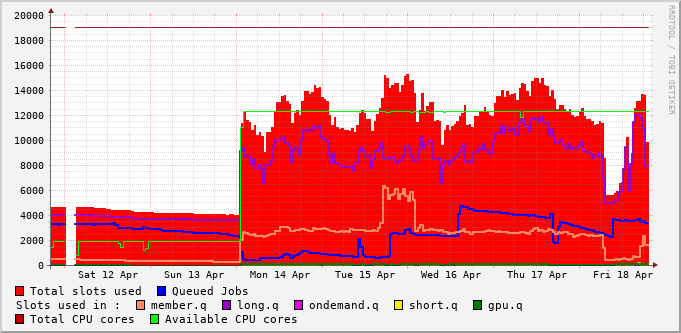 20000
18000
16000
14000
12000
10000
8000
6000
4000
2000
0
Sat 12 Apr Sun 13 Apr Mon 14 Apr Tue 15 Apr Wed 16 Apr Thu 17 Apr Fri 18 Apr
RRDTOOL / TOBI OETIKER
Total slots used Queued Jobs
Slots used in : member.q long.q ondemand.q short.q gpu.q
Total CPU cores Available CPU cores